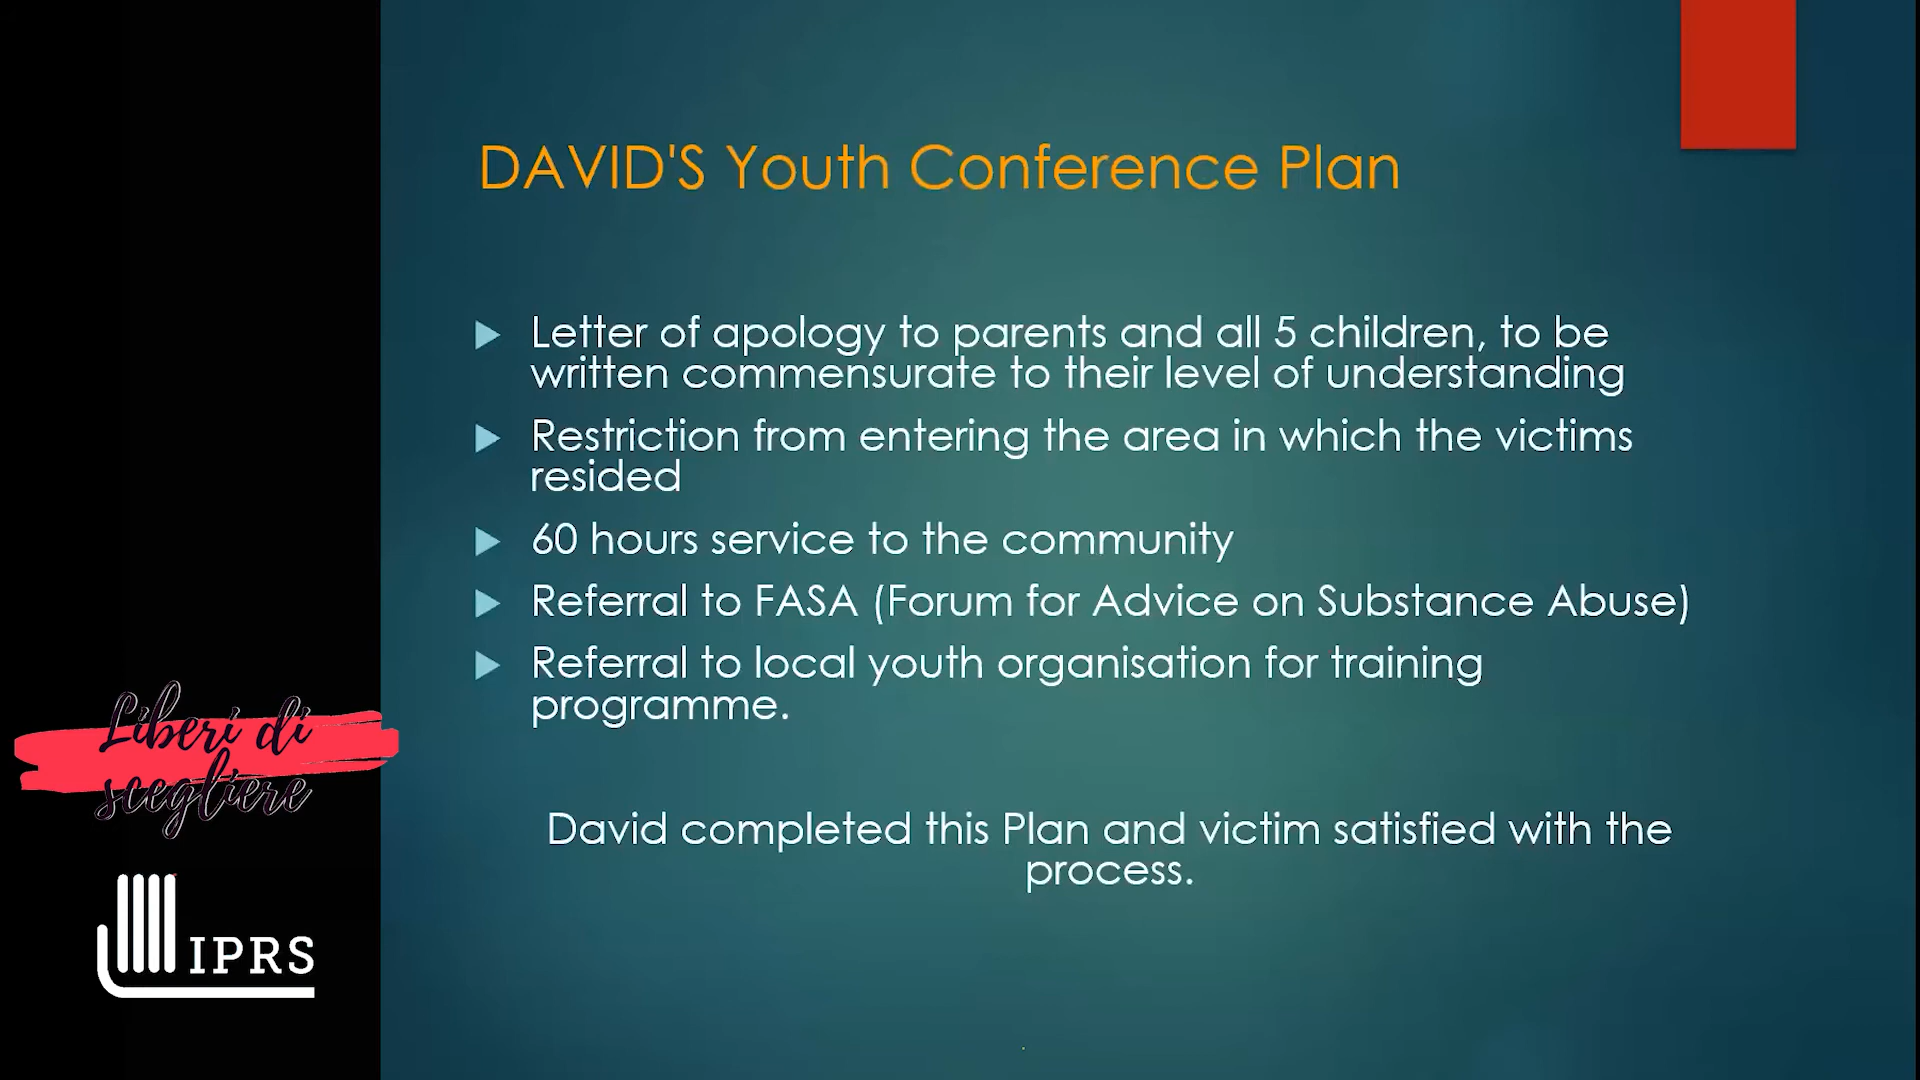 DAVID'S Youth Conference Plan
Letter of apology to parents and all 5 children, to be
written commensurate to their level of understanding
Restriction from entering the area in which the victims
resided
60 hours service to the community
Referral to FASA (Forum for Advice on Substance Abuse)
Referral to local youth organisation for training
programme.
David completed this Plan and victim satisfied with the
process.
Liberi di
scegliere
IPRS